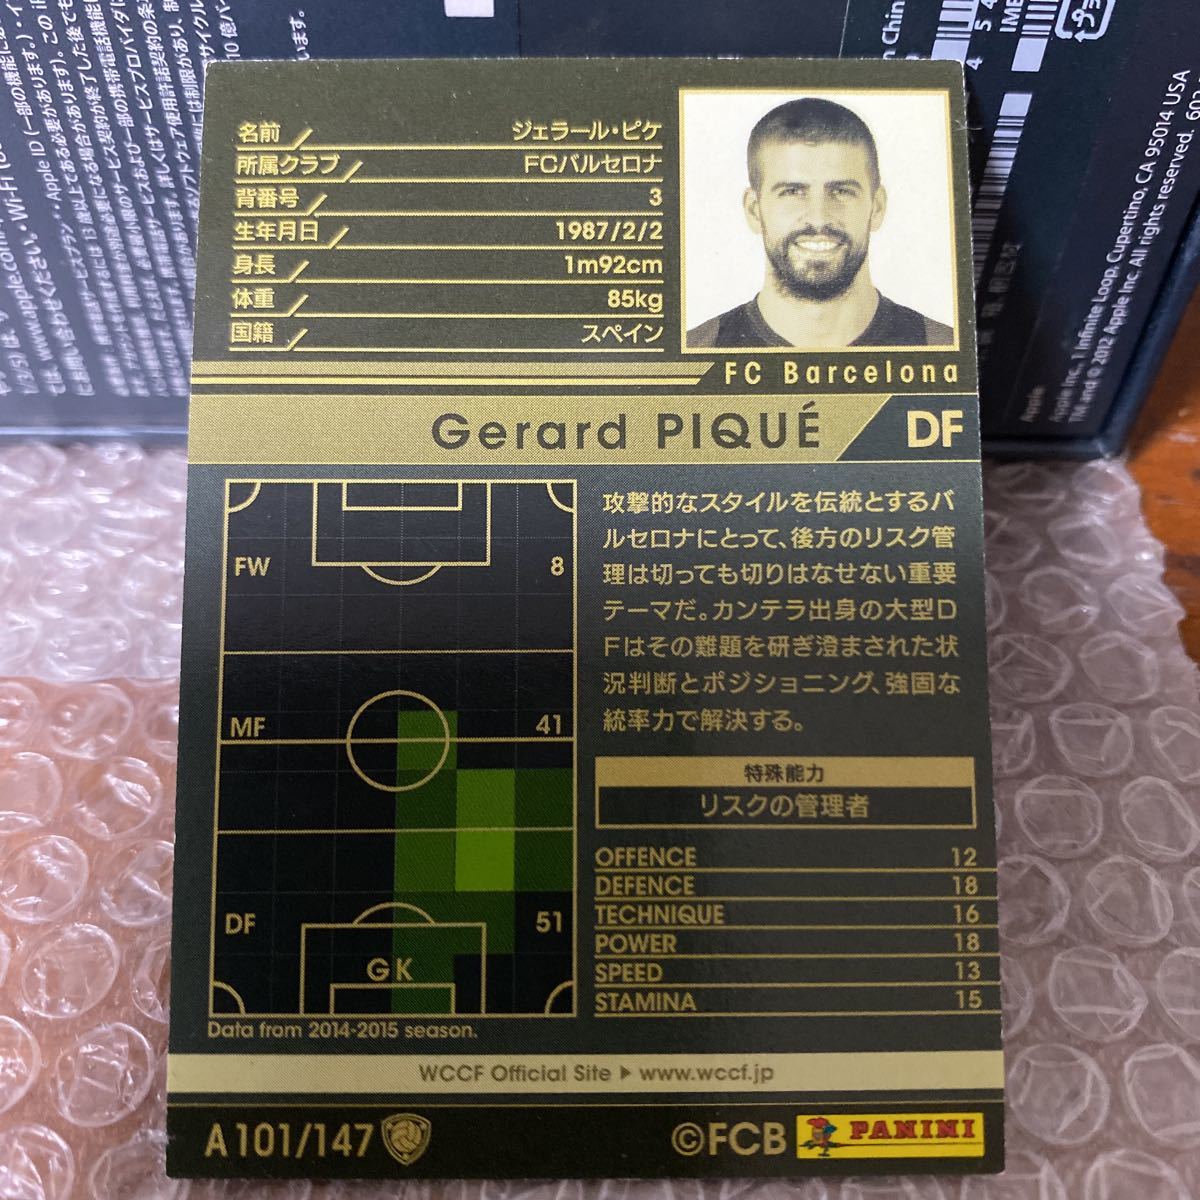 名前 ジェラール・ピケ
所属クラブ FCバルセロナ
背番号 3
生年月日 1987/2/2
身長 1m92cm
体重 85kg
国籍 スペイン
FC Barcelona
Gerard PIQUÉ DF
FW 8
MF 41
DF 51
GK
Data from 2014-2015 season.
攻撃的なスタイルを伝統とするバ
ルセロナにとって、後方のリスク管
理は切っても切りはなせない重要
テーマだ。カンテラ出身の大型D
Fはその難題を研ぎ澄まされた状
況判断とポジショニング、強固な
統率力で解決する。
特殊能力
リスクの管理者
OFFENCE 12
DEFENCE 18
TECHNIQUE 16
POWER 18
SPEED 13
STAMINA 15
WCCF Official Site ▶ www.wccf.jp
A101/147
©FCB PANINI
Apple
Apple Inc., 1 Infinite Loop, Cupertino, CA 95014 USA
TM and © 2012 Apple Inc. All rights reserved.